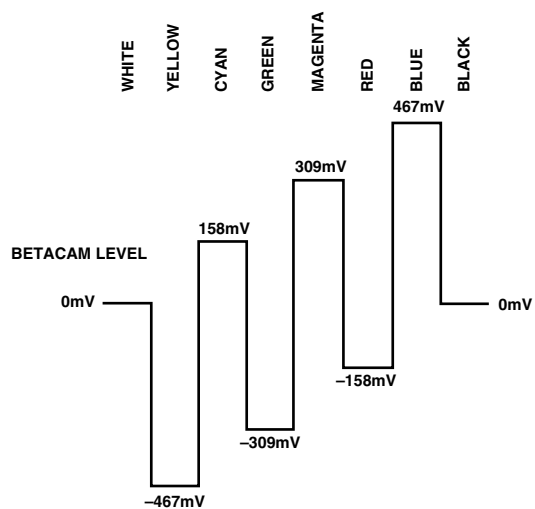 WHITE
YELLOW
CYAN
GREEN
MAGENTA
RED
BLUE
BLACK
467mV
309mV
158mV
BETACAM LEVEL
0mV
0mV
–158mV
–309mV
–467mV